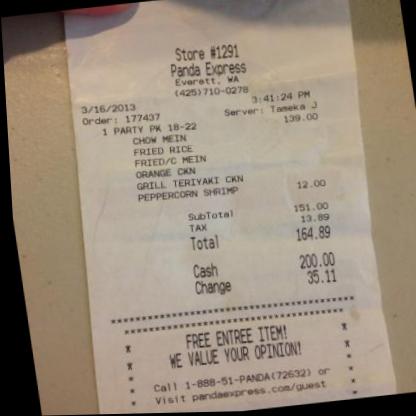 Store #1291
Panda Express
Everett, WA
(425)710-0278
3/16/2013 3:41:24 PM
Order: 177437 Server: Tameka J
1 PARTY PK 18-22 139.00
CHOW MEIN
FRIED RICE
FRIED/C MEIN
ORANGE CKN
GRILL TERIYAKI CKN
PEPPERCORN SHRIMP 12.00
SubTotal 151.00
TAX 13.89
Total 164.89
Cash 200.00
Change 35.11
FREE ENTREE ITEM!
WE VALUE YOUR OPINION!
Call 1-888-51-PANDA(72632) or
Visit pandaexpress.com/guest